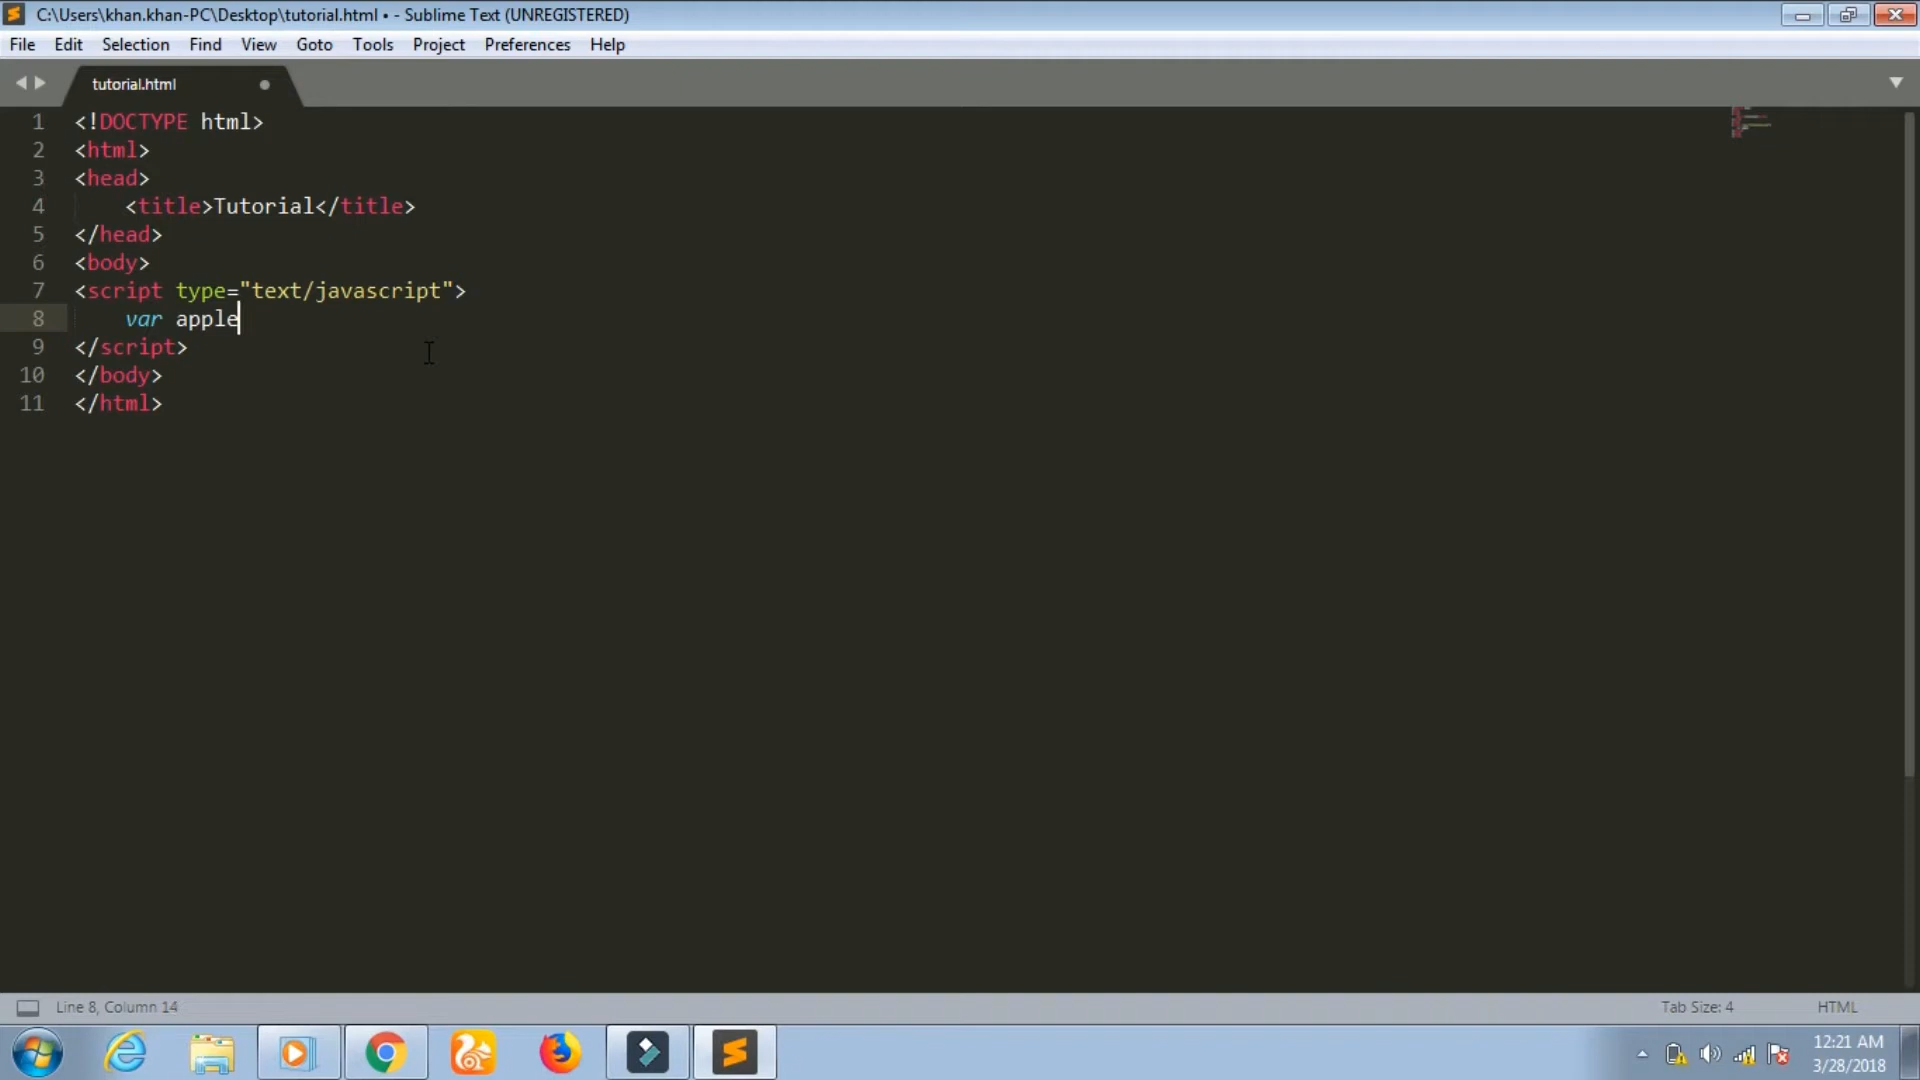 C:\Users\khan.khan-PC\Desktop\tutorial.html • - Sublime Text (UNREGISTERED)
File Edit Selection Find View Goto Tools Project Preferences Help
tutorial.html
1 <!DOCTYPE html>
2 <html>
3 <head>
4 <title>Tutorial</title>
5 </head>
6 <body>
7 <script type="text/javascript">
8 var apple
9 </script>
10 </body>
11 </html>
Line 8, Column 14 Tab Size: 4 HTML
12:21 AM
3/28/2018